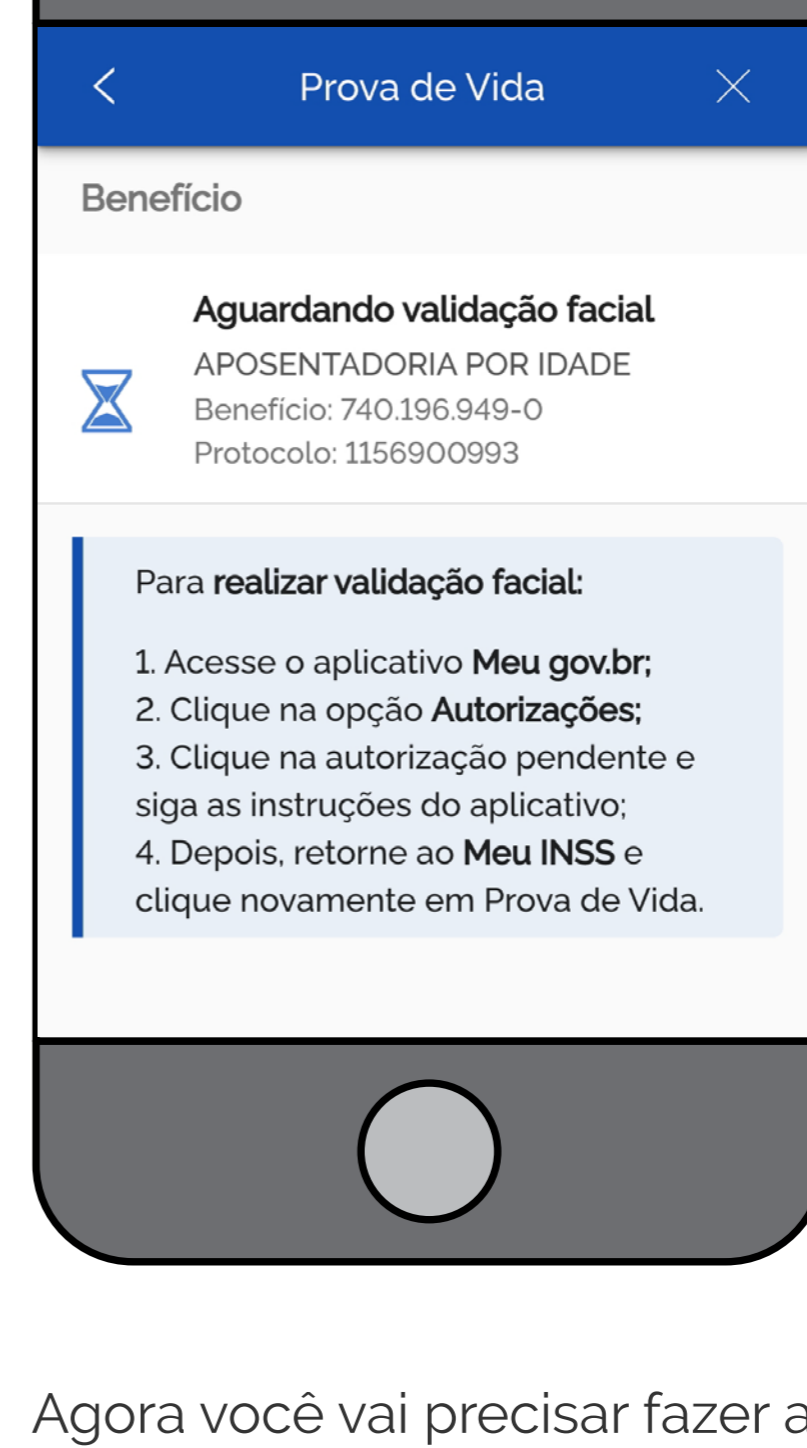 Prova de Vida
Benefício
Aguardando validação facial
APOSENTADORIA POR IDADE
Benefício: 740.196.949-0
Protocolo: 1156900993
Para realizar validação facial:
1. Acesse o aplicativo Meu gov.br;
2. Clique na opção Autorizações;
3. Clique na autorização pendente e
siga as instruções do aplicativo;
4. Depois, retorne ao Meu INSS e
clique novamente em Prova de Vida.
Agora você vai precisar fazer a